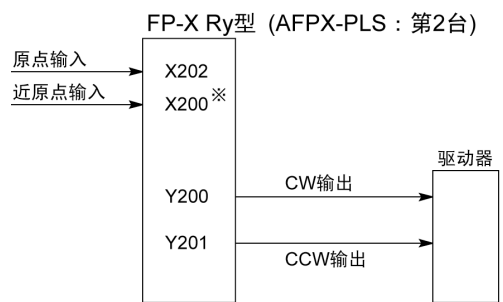 FP-X Ry型 (AFPX-PLS：第2台)
原点输入
X202
近原点输入
X200※
驱动器
Y200
CW输出
Y201
CCW输出